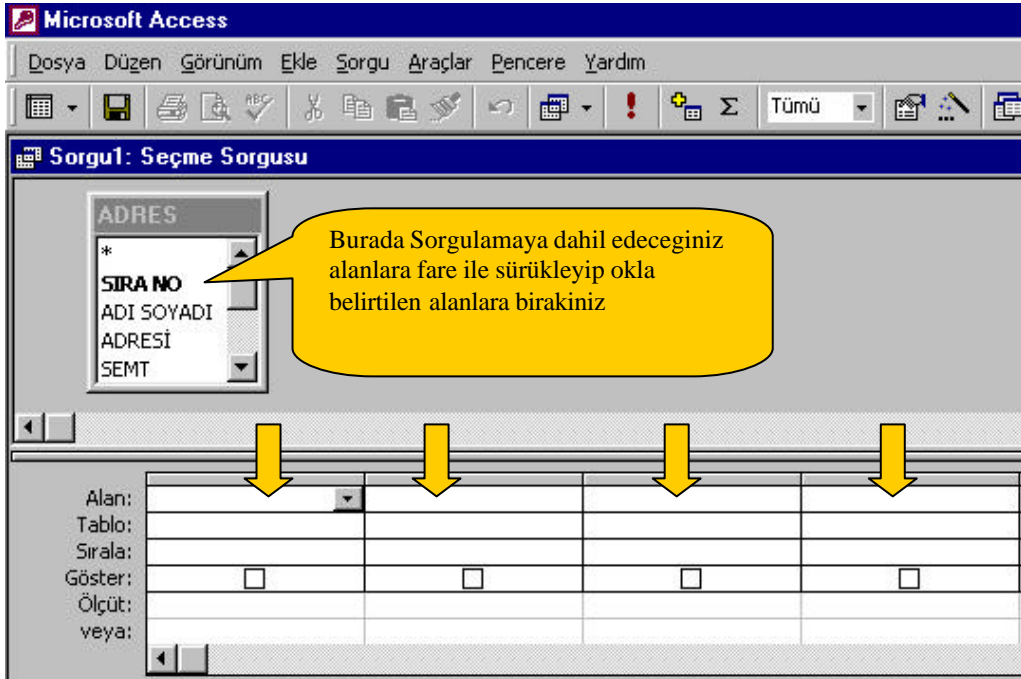 Microsoft Access
Dosya Düzen Görünüm Ekle Sorgu Araçlar Pencere Yardım
ABC Σ Tümü
Sorgu1: Seçme Sorgusu
ADRES
*
SIRA NO
ADI SOYADI
ADRESİ
SEMT
Burada Sorgulamaya dahil edeceginiz
alanlara fare ile sürükleyip okla
belirtilen alanlara birakiniz
Alan:
Tablo:
Sırala:
Göster:
Ölçüt:
veya: